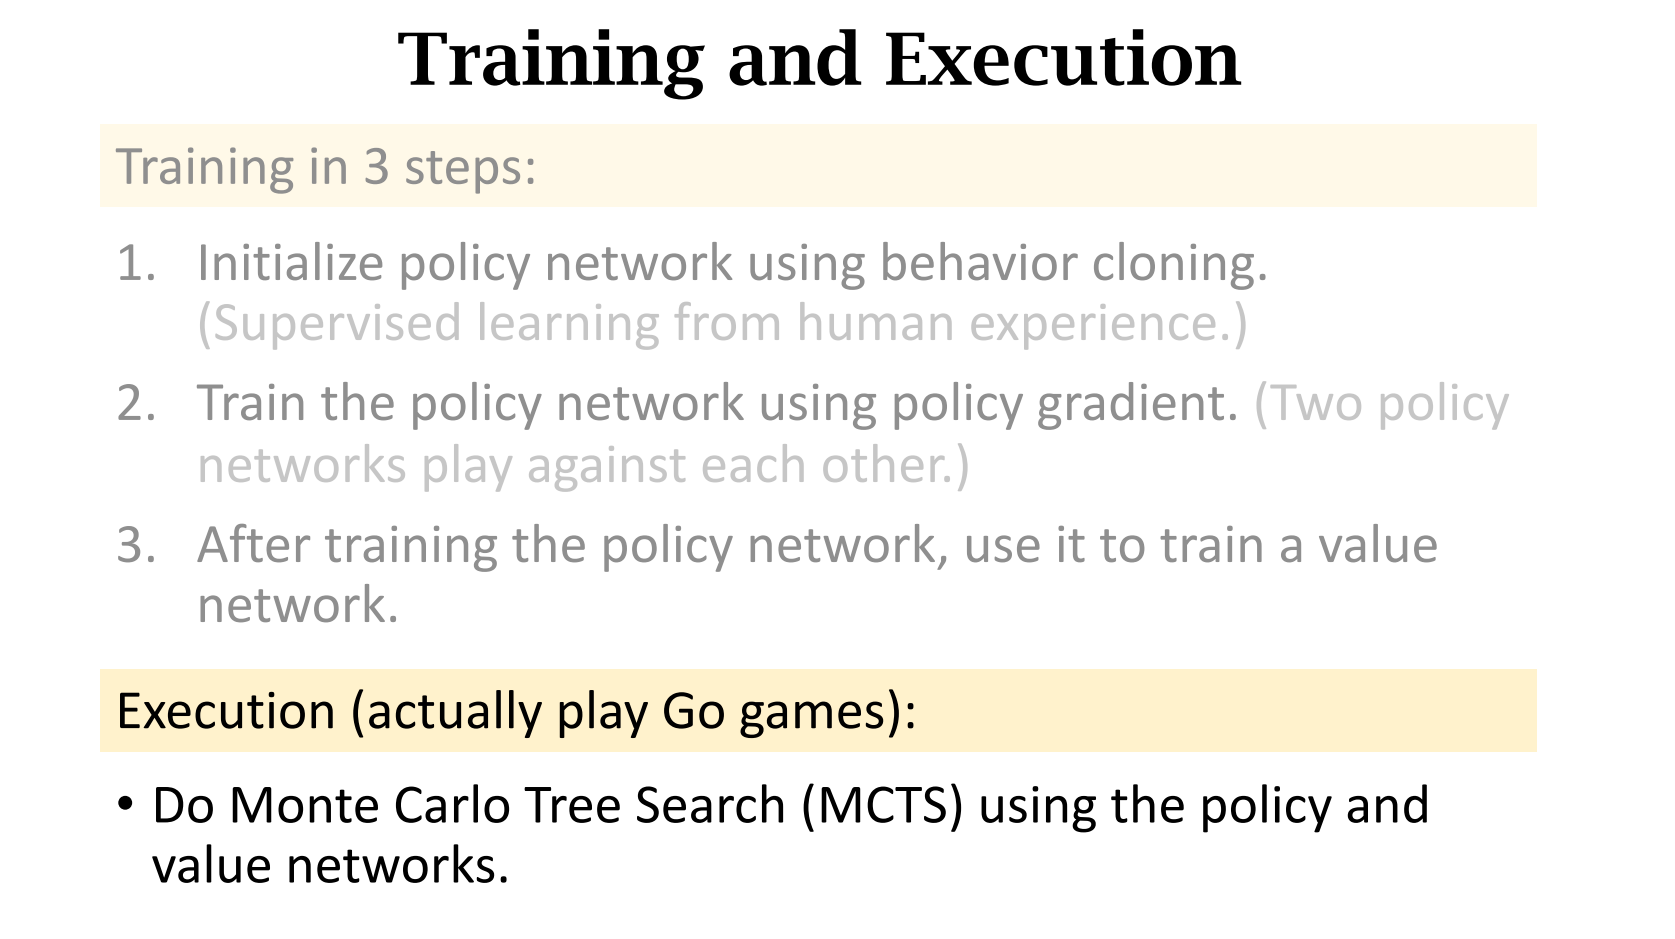 Training and Execution
Training in 3 steps:
1. Initialize policy network using behavior cloning.
(Supervised learning from human experience.)
2. Train the policy network using policy gradient. (Two policy
networks play against each other.)
3. After training the policy network, use it to train a value
network.
Execution (actually play Go games):
• Do Monte Carlo Tree Search (MCTS) using the policy and
value networks.